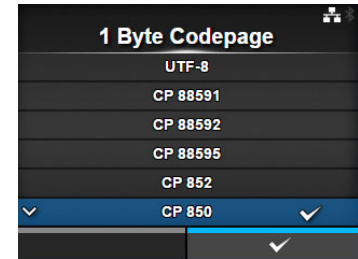 1 Byte Codepage
UTF-8
CP 88591
CP 88592
CP 88595
CP 852
CP 850